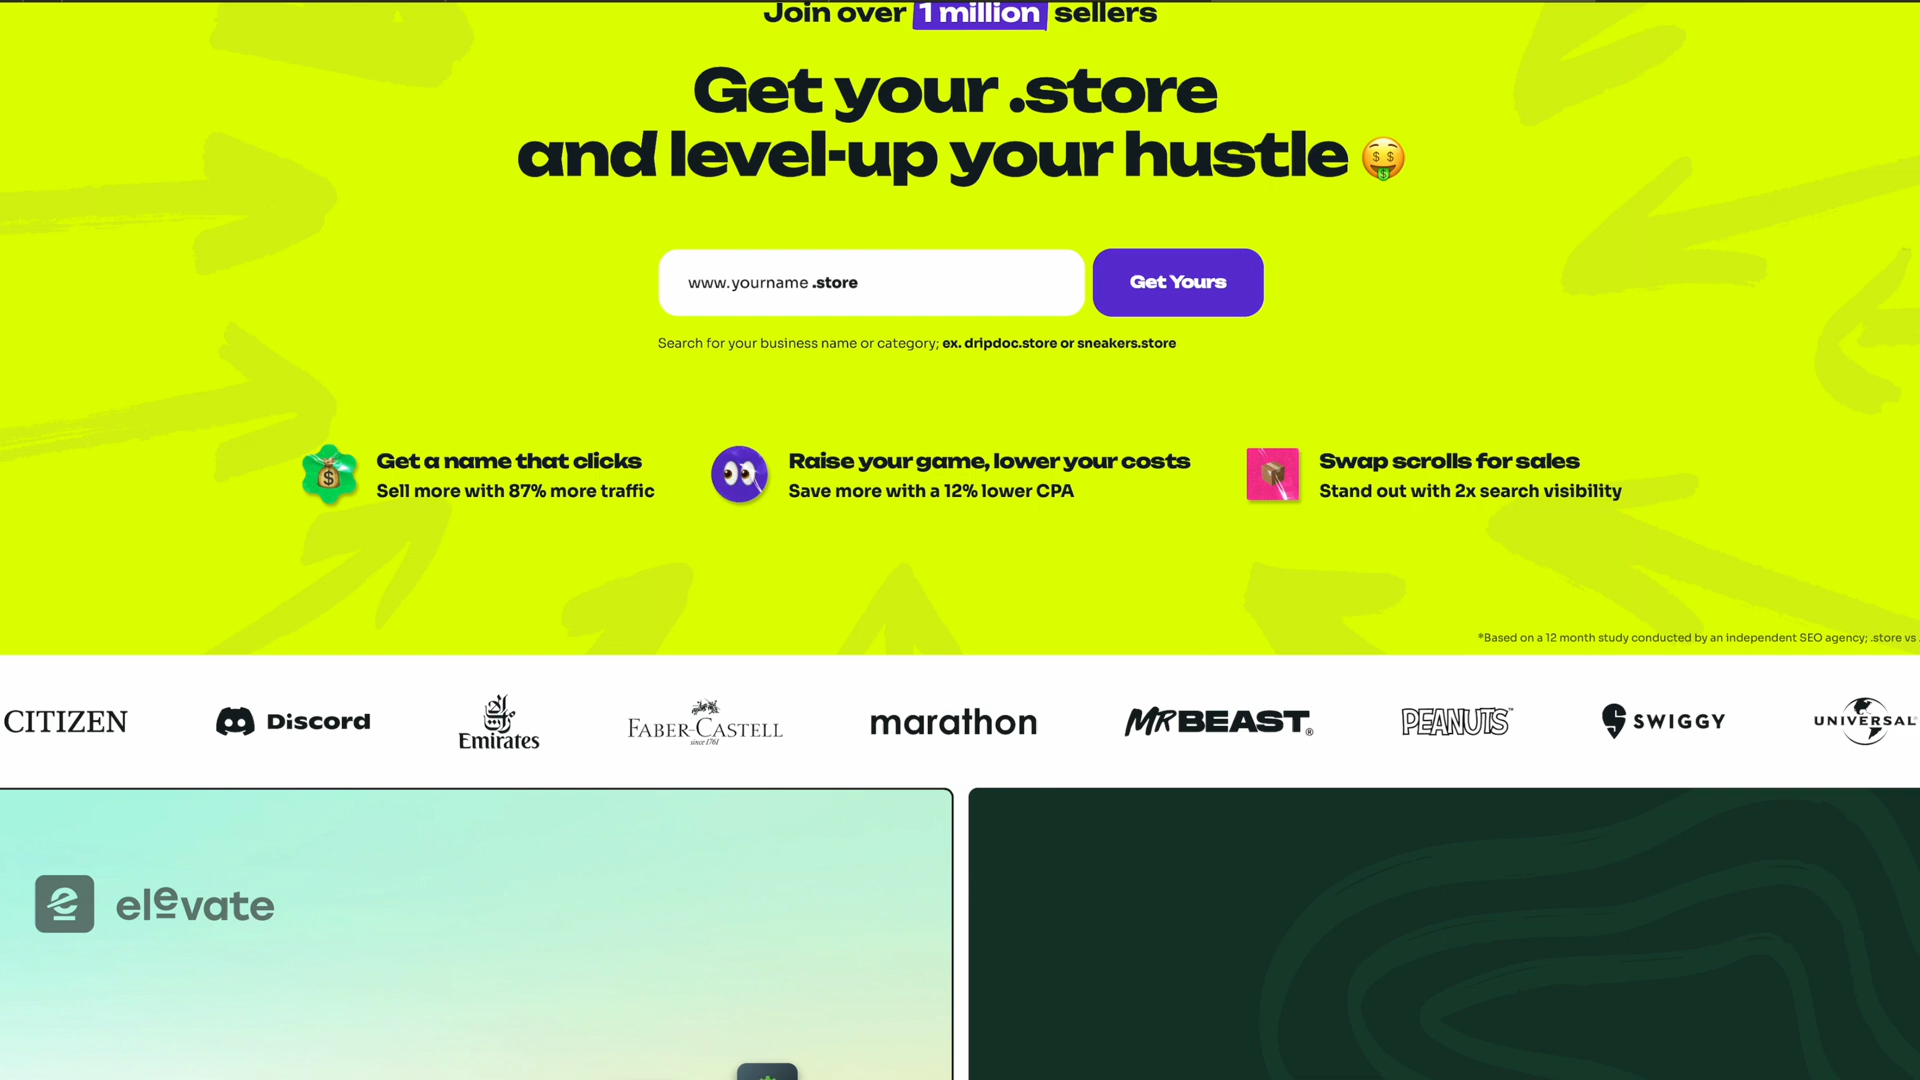 Join over 1 million sellers
Get your .store
and level-up your hustle
www.yourname .store
Get Yours
Search for your business name or category; ex. dripdoc.store or sneakers.store
Get a name that clicks
Sell more with 87% more traffic
Raise your game, lower your costs
Save more with a 12% lower CPA
Swap scrolls for sales
Stand out with 2x search visibility
*Based on a 12 month study conducted by an independent SEO agency; .store vs .
CITIZEN
Discord
Emirates
FABER-CASTELL
since 1761
marathon
MRBEAST®
PEANUTS™
SWIGGY
UNIVERSAL
elevate